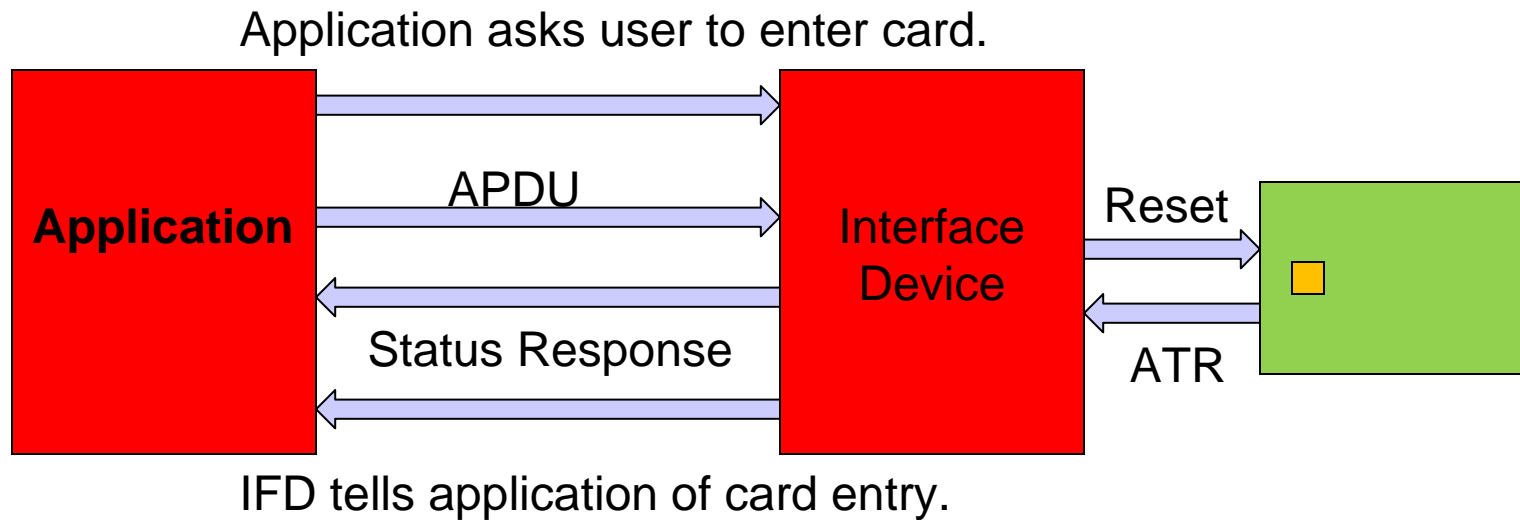 Application asks user to enter card.
APDU
Application
Interface
Device
Reset
Status Response
ATR
IFD tells application of card entry.